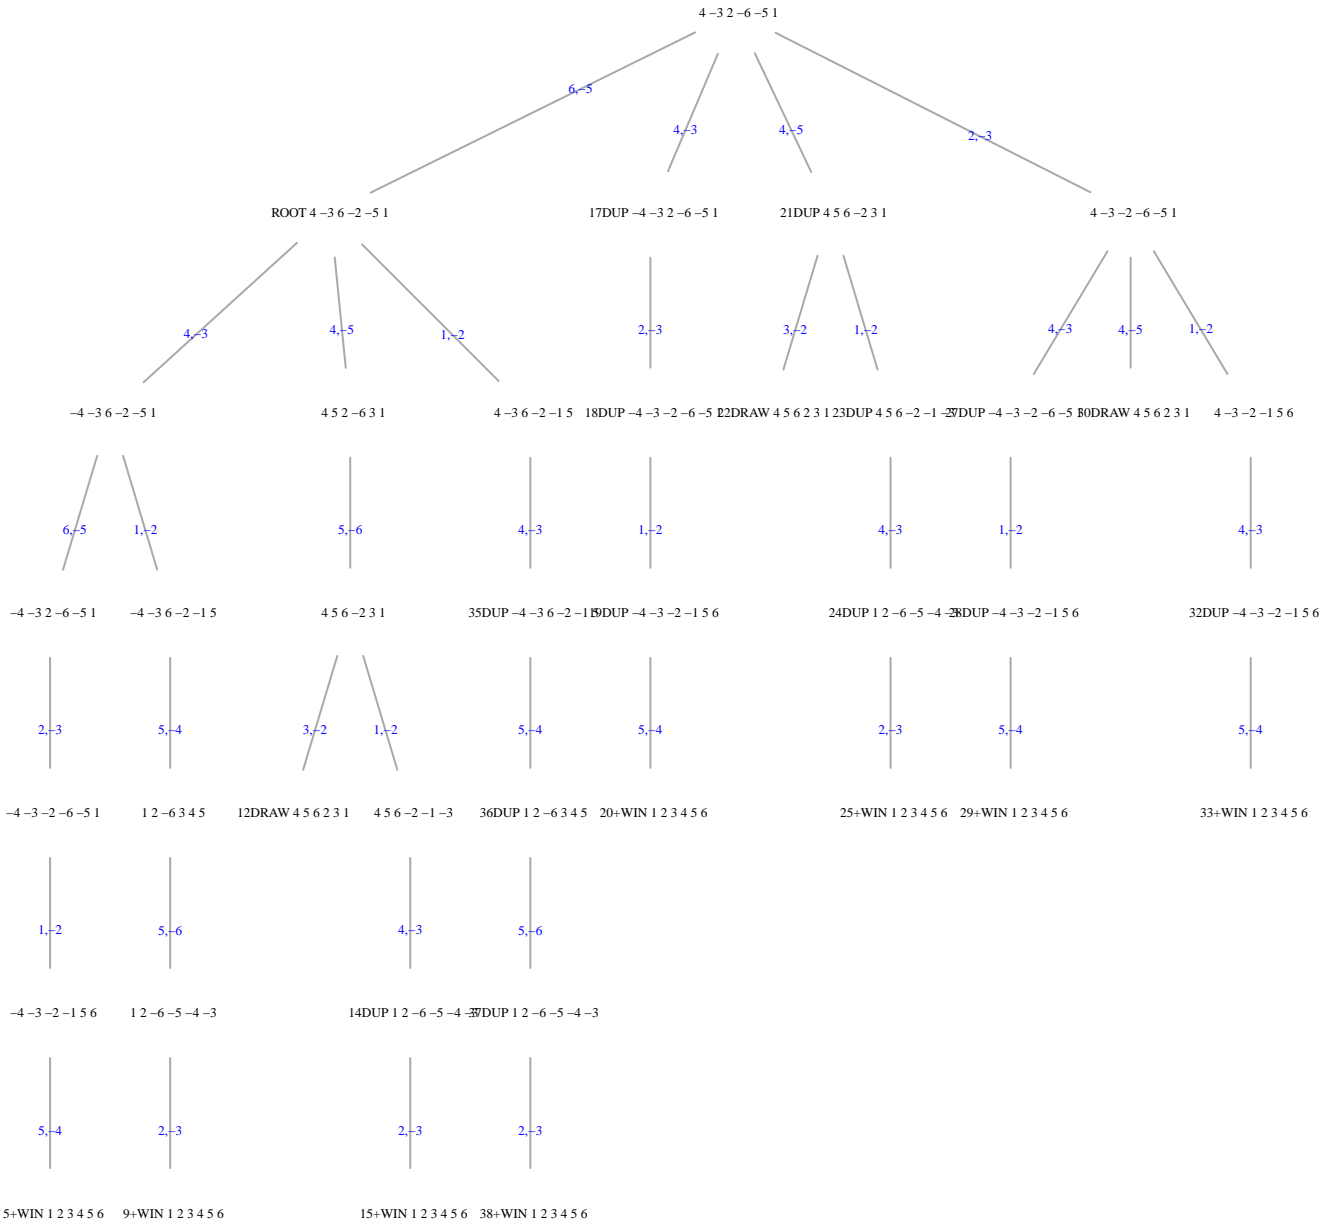 4 −3 2 −6 −5 1
6,−5
4,−3 4,−5
2,−3
ROOT 4 −3 6 −2 −5 1 17DUP −4 −3 2 −6 −5 1 21DUP 4 5 6 −2 3 1 4 −3 −2 −6 −5 1
4,−3 4,−5 1,−2 2,−3 3,−2 1,−2 4,−3 4,−5 1,−2
−4 −3 6 −2 −5 1 4 5 2 −6 3 1 4 −3 6 −2 −1 5 18DUP −4 −3 −2 −6 −5 1 22DRAW 4 5 6 2 3 1 23DUP 4 5 6 −2 −1 −3 27DUP −4 −3 −2 −6 −5 1 30DRAW 4 5 6 2 3 1 4 −3 −2 −1 5 6
6,−5 1,−2 5,−6 4,−3 1,−2 4,−3 1,−2 4,−3
−4 −3 2 −6 −5 1 −4 −3 6 −2 −1 5 4 5 6 −2 3 1 35DUP −4 −3 6 −2 −1 5 19DUP −4 −3 −2 −1 5 6 24DUP 1 2 −6 −5 −4 −3 28DUP −4 −3 −2 −1 5 6 32DUP −4 −3 −2 −1 5 6
2,−3 5,−4 3,−2 1,−2 5,−4 5,−4 2,−3 5,−4 5,−4
−4 −3 −2 −6 −5 1 1 2 −6 3 4 5 12DRAW 4 5 6 2 3 1 4 5 6 −2 −1 −3 36DUP 1 2 −6 3 4 5 20+WIN 1 2 3 4 5 6 25+WIN 1 2 3 4 5 6 29+WIN 1 2 3 4 5 6 33+WIN 1 2 3 4 5 6
1,−2 5,−6 4,−3 5,−6
−4 −3 −2 −1 5 6 1 2 −6 −5 −4 −3 14DUP 1 2 −6 −5 −4 −3 37DUP 1 2 −6 −5 −4 −3
5,−4 2,−3 2,−3 2,−3
5+WIN 1 2 3 4 5 6 9+WIN 1 2 3 4 5 6 15+WIN 1 2 3 4 5 6 38+WIN 1 2 3 4 5 6